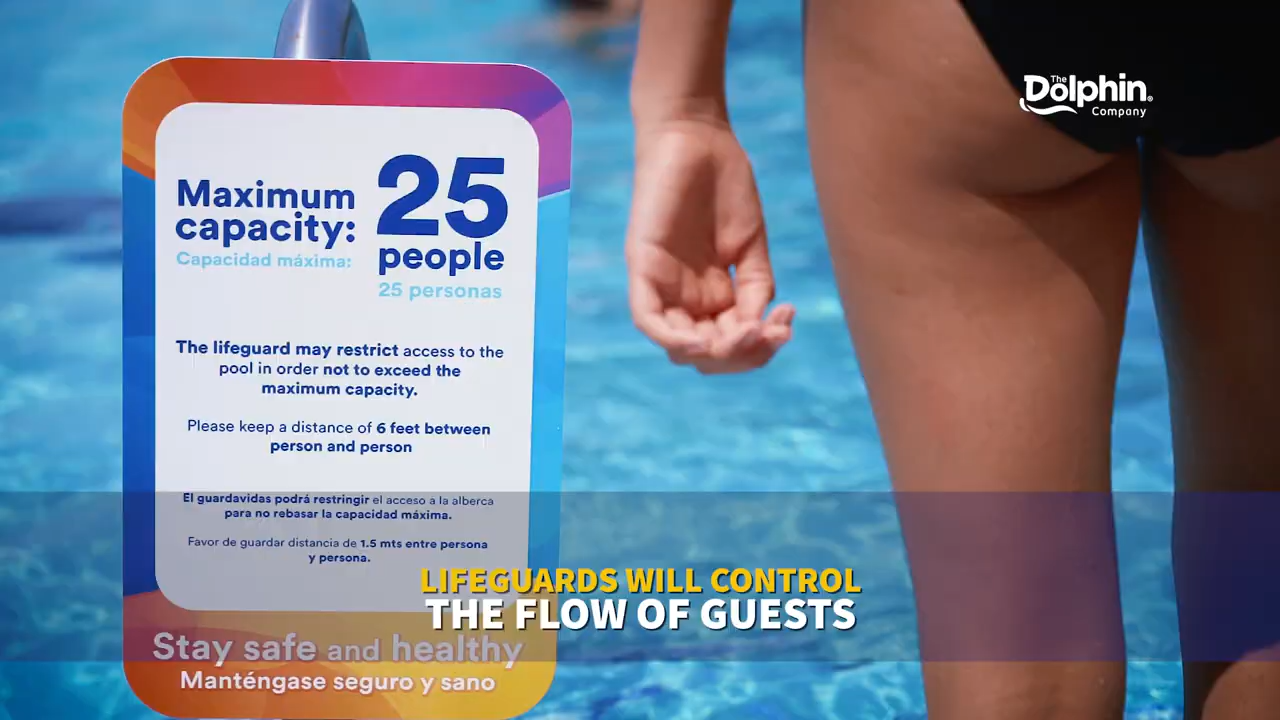 Maximum
capacity:
Capacidad máxima:
25
people
25 personas
The lifeguard may restrict access to the
pool in order not to exceed the
maximum capacity.
Please keep a distance of 6 feet between
person and person
El guardavidas podrá restringir el acceso a la alberca
para no rebasar la capacidad máxima.
Favor de guardar distancia de 1.5 mts entre persona
y persona.
Stay safe and healthy
Manténgase seguro y sano
The
Dolphin®
Company
LIFEGUARDS WILL CONTROL
THE FLOW OF GUESTS